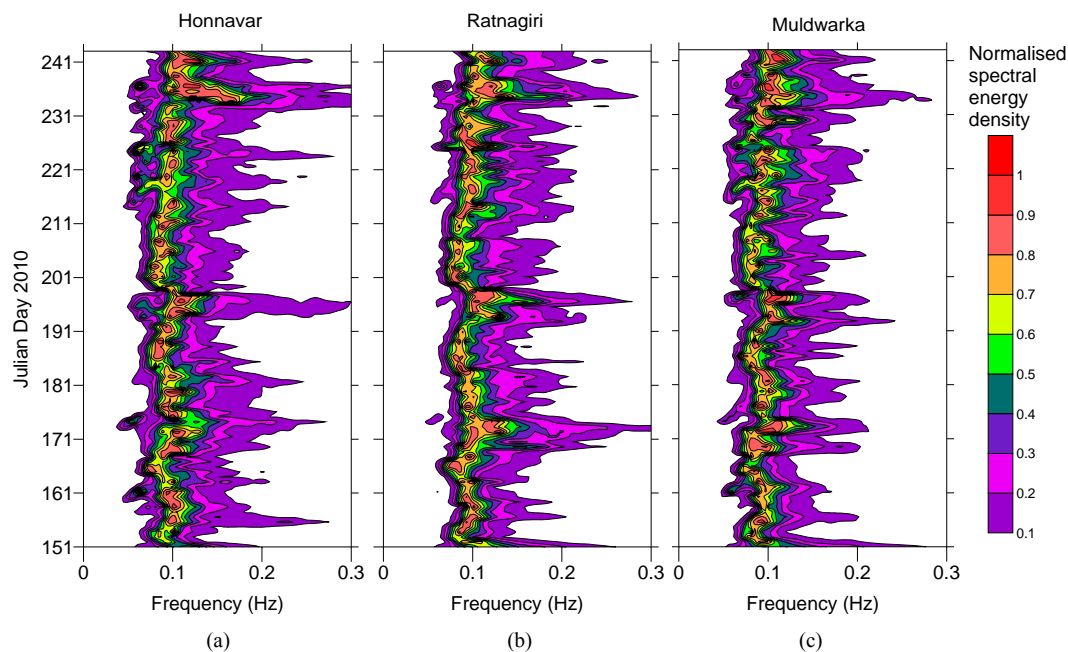 Honnavar
Ratnagiri
Muldwarka
Normalised
spectral
energy
density
1
0.9
0.8
0.7
0.6
0.5
0.4
0.3
0.2
0.1
Julian Day 2010
241
231
221
211
201
191
181
171
161
151
0 0.1 0.2 0.3
0 0.1 0.2 0.3
0 0.1 0.2 0.3
Frequency (Hz)
Frequency (Hz)
Frequency (Hz)
(a)
(b)
(c)